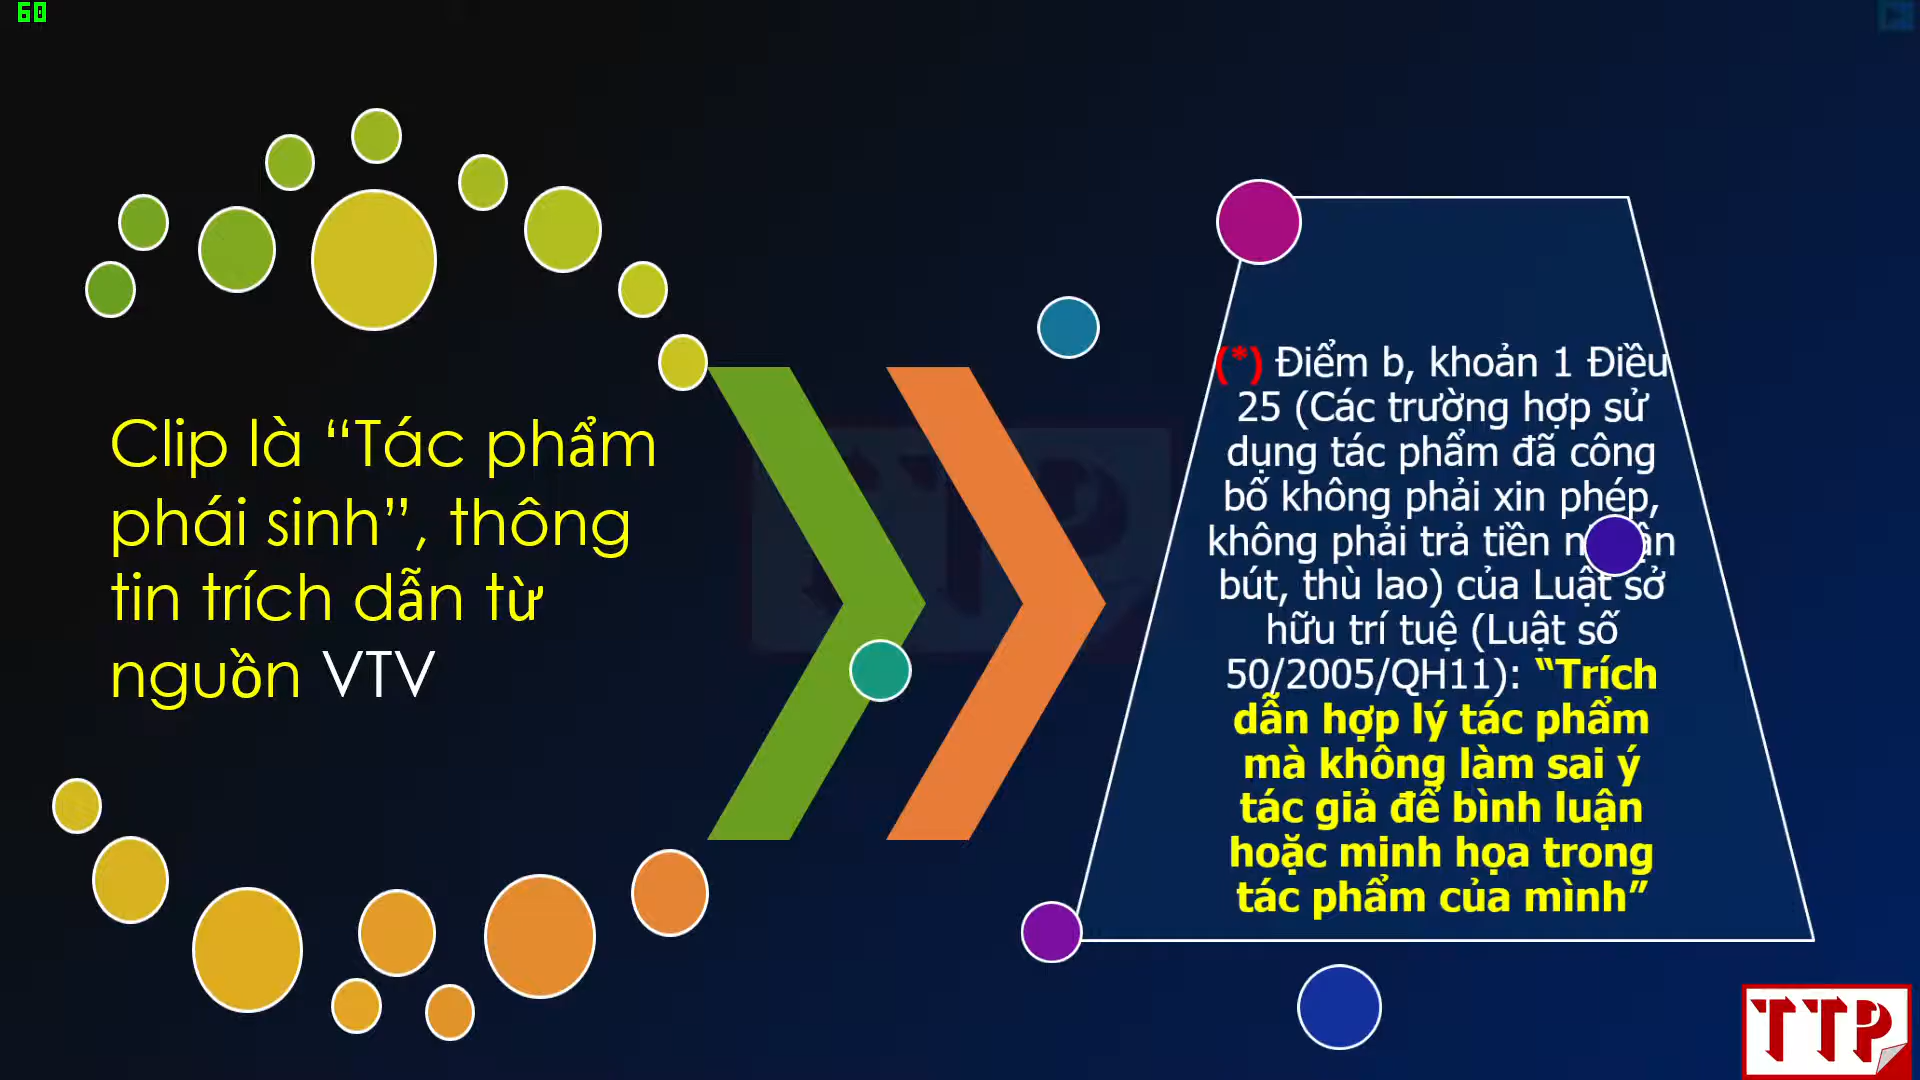 60
Clip là “Tác phẩm
phái sinh”, thông
tin trích dẫn từ
nguồn VTV
(*) Điểm b, khoản 1 Điều
25 (Các trường hợp sử
dụng tác phẩm đã công
bố không phải xin phép,
không phải trả tiền
bút, thù lao) của Luật sở
hữu trí tuệ (Luật số
50/2005/QH11): “Trích
dẫn hợp lý tác phẩm
mà không làm sai ý
tác giả để bình luận
hoặc minh họa trong
tác phẩm của mình”
TTP
TTP